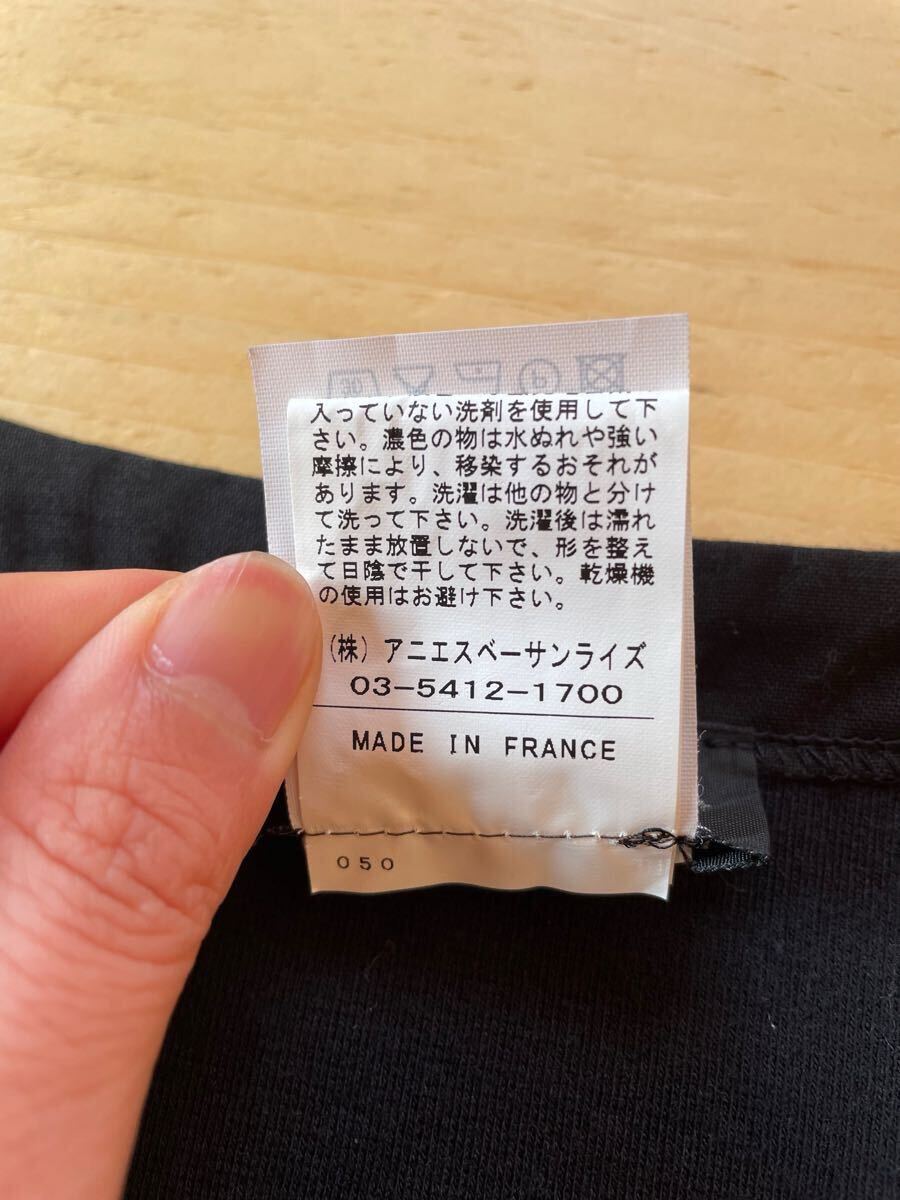 入っていない洗剤を使用して下
さい。濃色の物は水ぬれや強い
摩擦により、移染するおそれが
あります。洗濯は他の物と分け
て洗って下さい。洗濯後は濡れ
たまま放置しないで、形を整え
て日陰で干して下さい。乾燥機
の使用はお避け下さい。
(株)アニエスベーサンライズ
03-5412-1700
MADE IN FRANCE
050